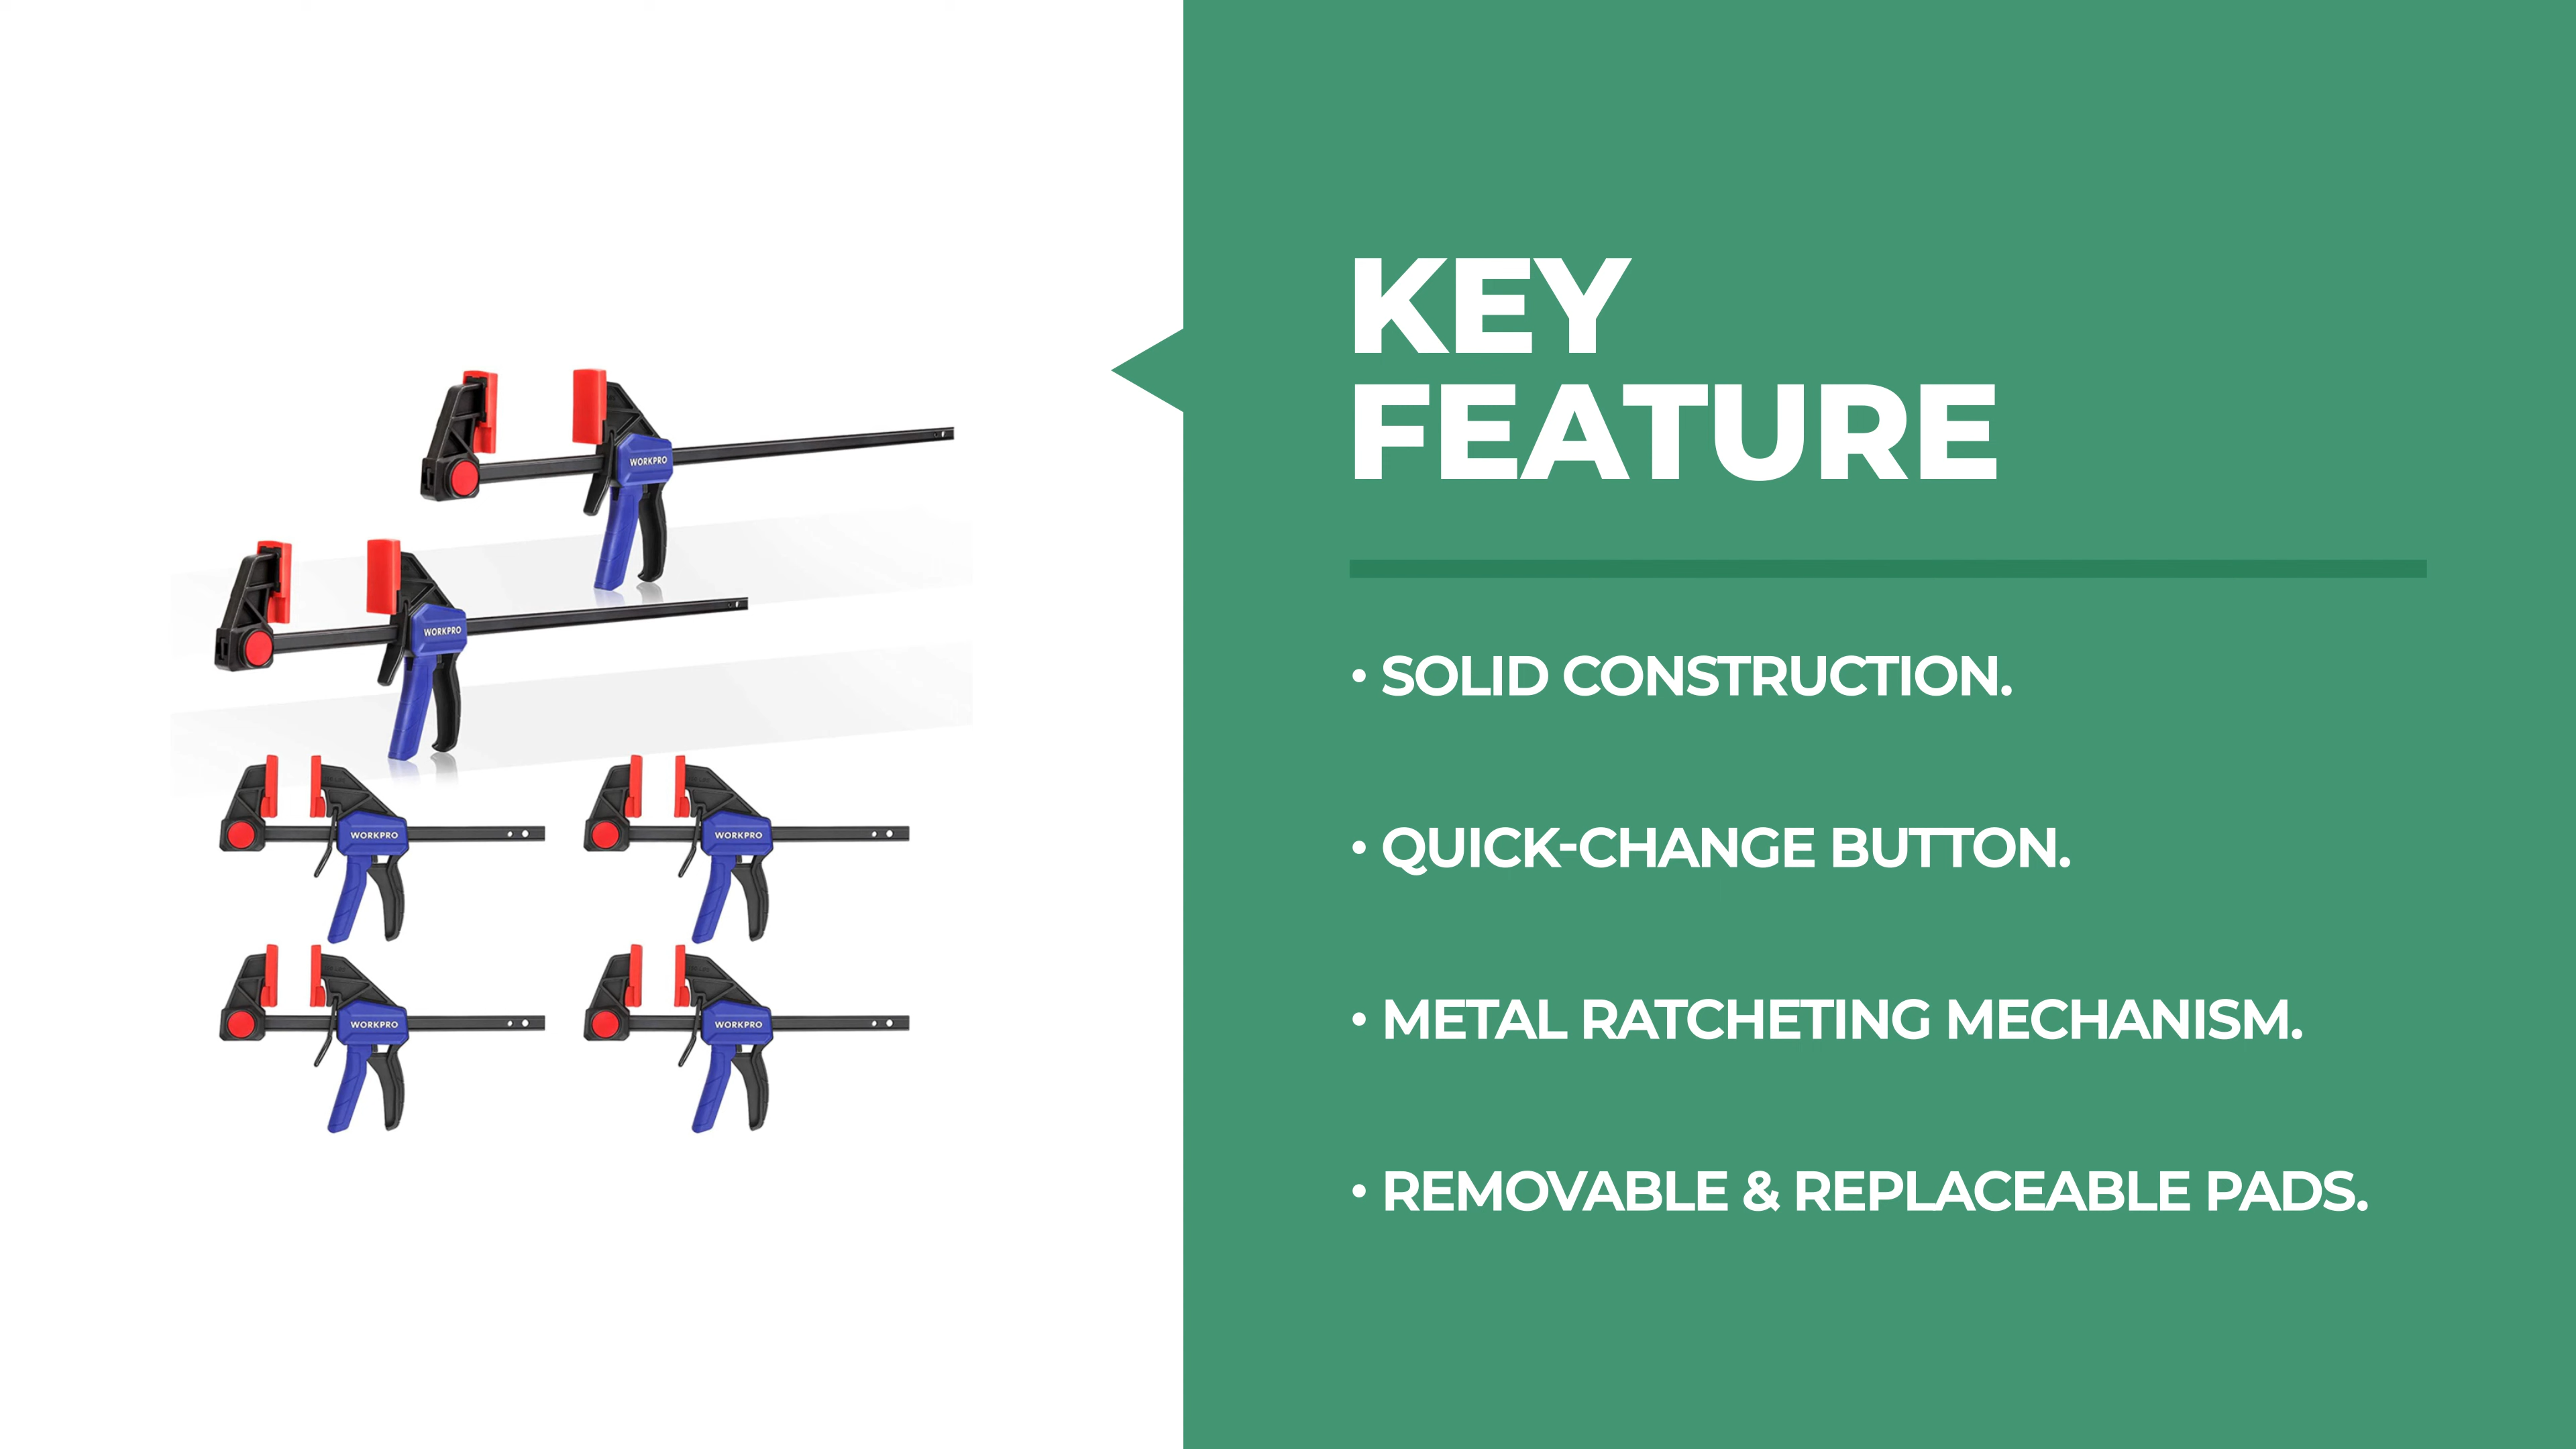 KEY
FEATURE
• SOLID CONSTRUCTION.
• QUICK-CHANGE BUTTON.
• METAL RATCHETING MECHANISM.
• REMOVABLE & REPLACEABLE PADS.
WORKPRO
WORKPRO
WORKPRO
WORKPRO
WORKPRO
WORKPRO